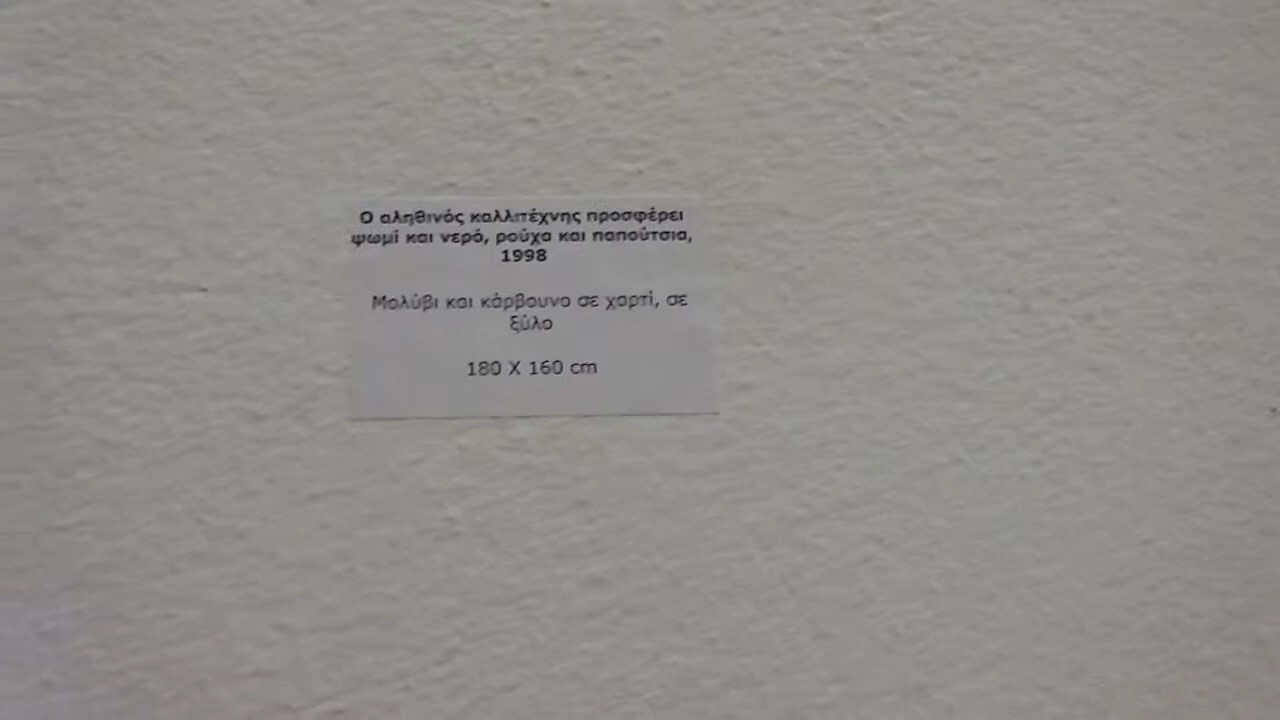 Ο αληθινός καλλιτέχνης προσφέρει
ψωμί και νερό, ρούχα και παπούτσια,
1998
Μολύβι και κάρβουνο σε χαρτί, σε
ξύλο
180 X 160 cm